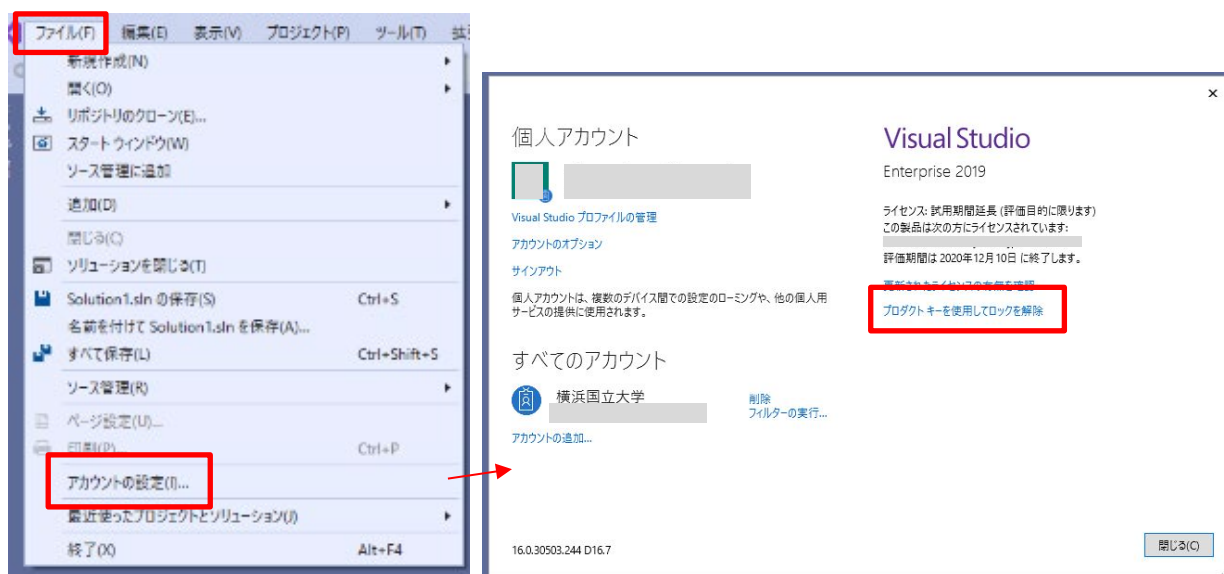 ファイル(F) 編集(E) 表示(V) プロジェクト(P) ツール(T)
新規作成(N)
開く(O)
リポジトリのクローン(E)...
スタート ウィンドウ(W)
ソース管理に追加
追加(D)
閉じる(C)
ソリューションを閉じる(T)
Solution1.sln の保存(S) Ctrl+S
名前を付けて Solution1.sln を保存(A)...
すべて保存(L) Ctrl+Shift+S
ソース管理(R)
ページ設定(U)...
印刷(P)... Ctrl+P
アカウントの設定(I)...
最近使ったプロジェクトとソリューション(J)
終了(X) Alt+F4
個人アカウント
Visual Studio プロファイルの管理
アカウントのオプション
サインアウト
個人アカウントは、複数のデバイス間での設定のローミングや、他の個人用
サービスの提供に使用されます。
すべてのアカウント
横浜国立大学
削除
フィルターの実行...
アカウントの追加...
16.0.30503.244 D16.7
Visual Studio
Enterprise 2019
ライセンス: 試用期間延長 (評価目的に限ります)
この製品は次の方にライセンスされています:
評価期間は 2020年12月10日 に終了します。
更新されたライセンスの有無を確認
プロダクト キーを使用してロックを解除
閉じる(C)